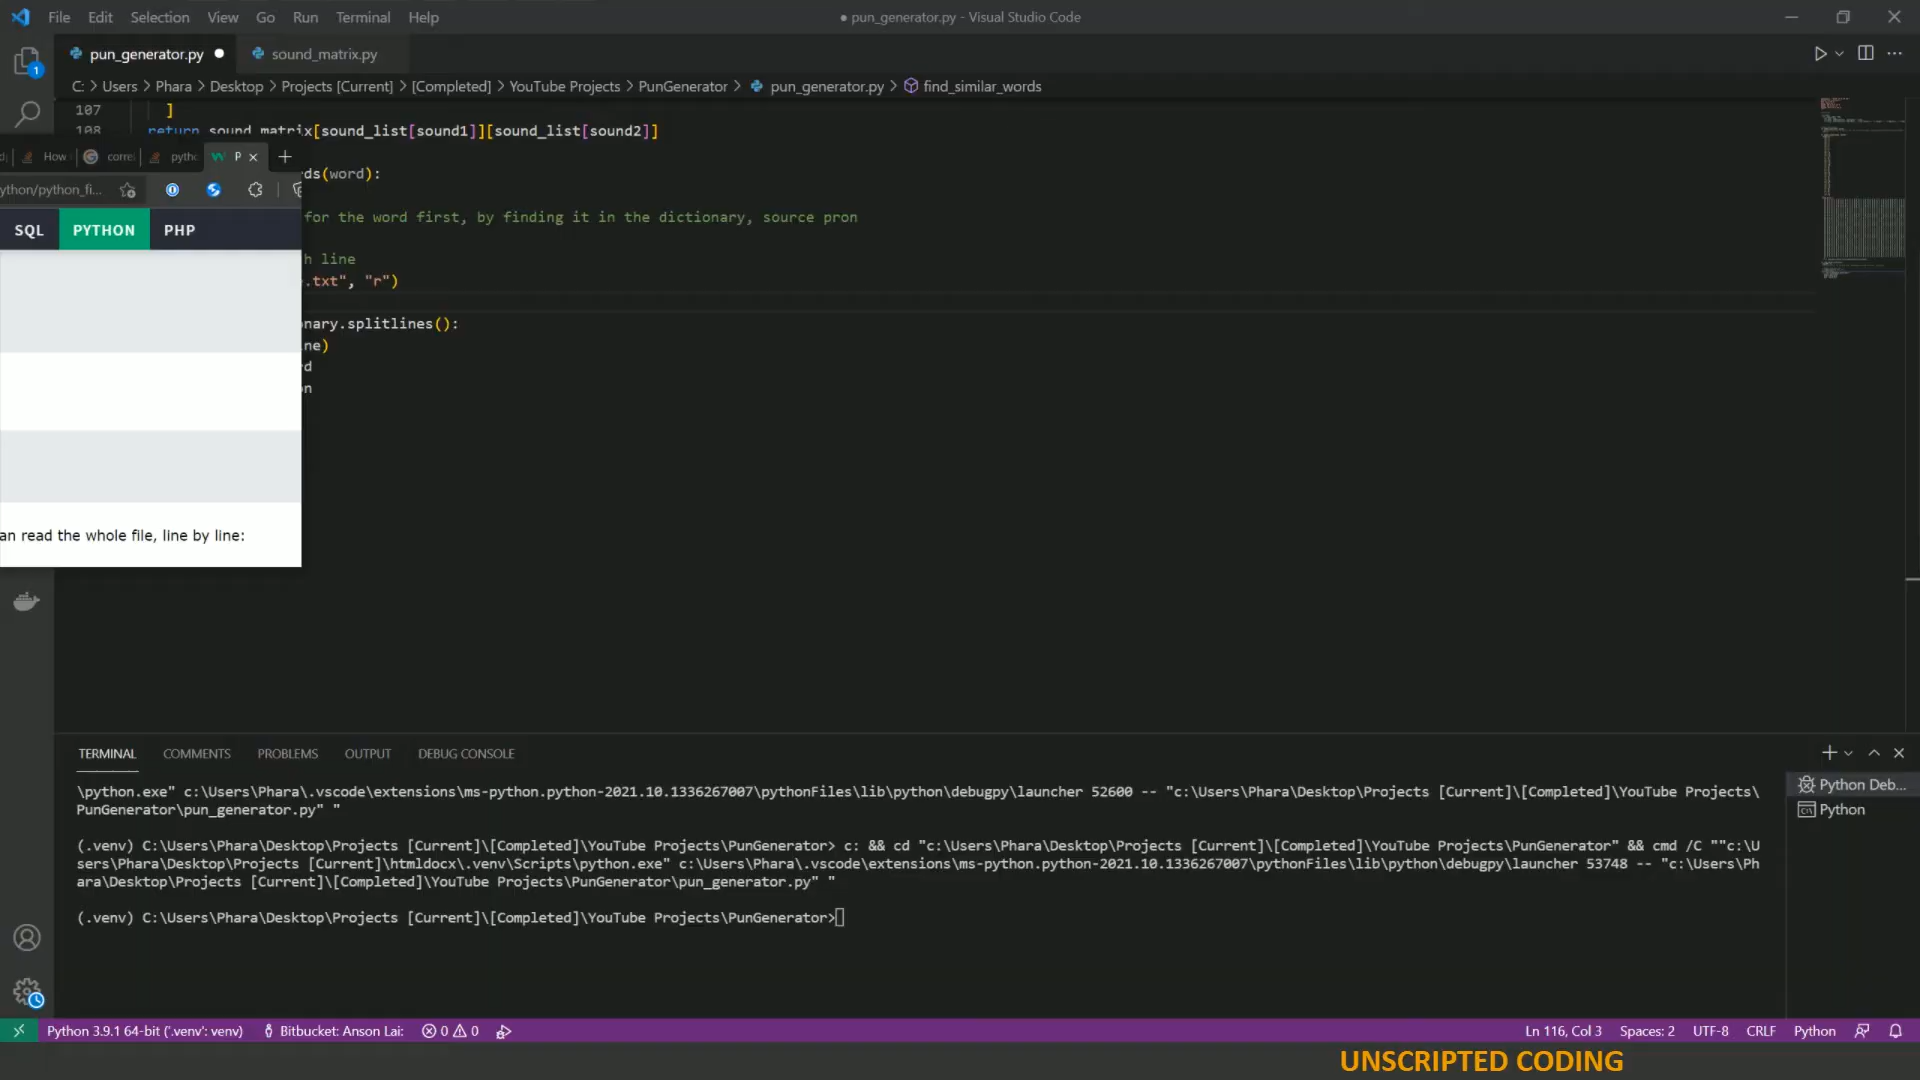 File Edit Selection View Go Run Terminal Help
● pun_generator.py - Visual Studio Code
pun_generator.py ●
sound_matrix.py
C: > Users > Phara > Desktop > Projects [Current] > [Completed] > YouTube Projects > PunGenerator > pun_generator.py > find_similar_words
1
107 ]
108 return sound_matrix[sound_list[sound1]][sound_list[sound2]]
How corre pytho P
ds(word):
ython/python_fi...
for the word first, by finding it in the dictionary, source pron
SQL PYTHON PHP
h line
.txt", "r")
nary.splitlines():
ne)
d
n
an read the whole file, line by line:
TERMINAL COMMENTS PROBLEMS OUTPUT DEBUG CONSOLE
\python.exe" c:\Users\Phara\.vscode\extensions\ms-python.python-2021.10.1336267007\pythonFiles\lib\python\debugpy\launcher 52600 -- "c:\Users\Phara\Desktop\Projects [Current]\[Completed]\YouTube Projects\
PunGenerator\pun_generator.py" "
(.venv) C:\Users\Phara\Desktop\Projects [Current]\[Completed]\YouTube Projects\PunGenerator> c: && cd "c:\Users\Phara\Desktop\Projects [Current]\[Completed]\YouTube Projects\PunGenerator" && cmd /C ""c:\U
sers\Phara\Desktop\Projects [Current]\htmldocx\.venv\Scripts\python.exe" c:\Users\Phara\.vscode\extensions\ms-python.python-2021.10.1336267007\pythonFiles\lib\python\debugpy\launcher 53748 -- "c:\Users\Ph
ara\Desktop\Projects [Current]\[Completed]\YouTube Projects\PunGenerator\pun_generator.py" "
(.venv) C:\Users\Phara\Desktop\Projects [Current]\[Completed]\YouTube Projects\PunGenerator>
Python Deb...
Python
Python 3.9.1 64-bit ('.venv': venv) Bitbucket: Anson Lai: 0 0
Ln 116, Col 3 Spaces: 2 UTF-8 CRLF Python
UNSCRIPTED CODING